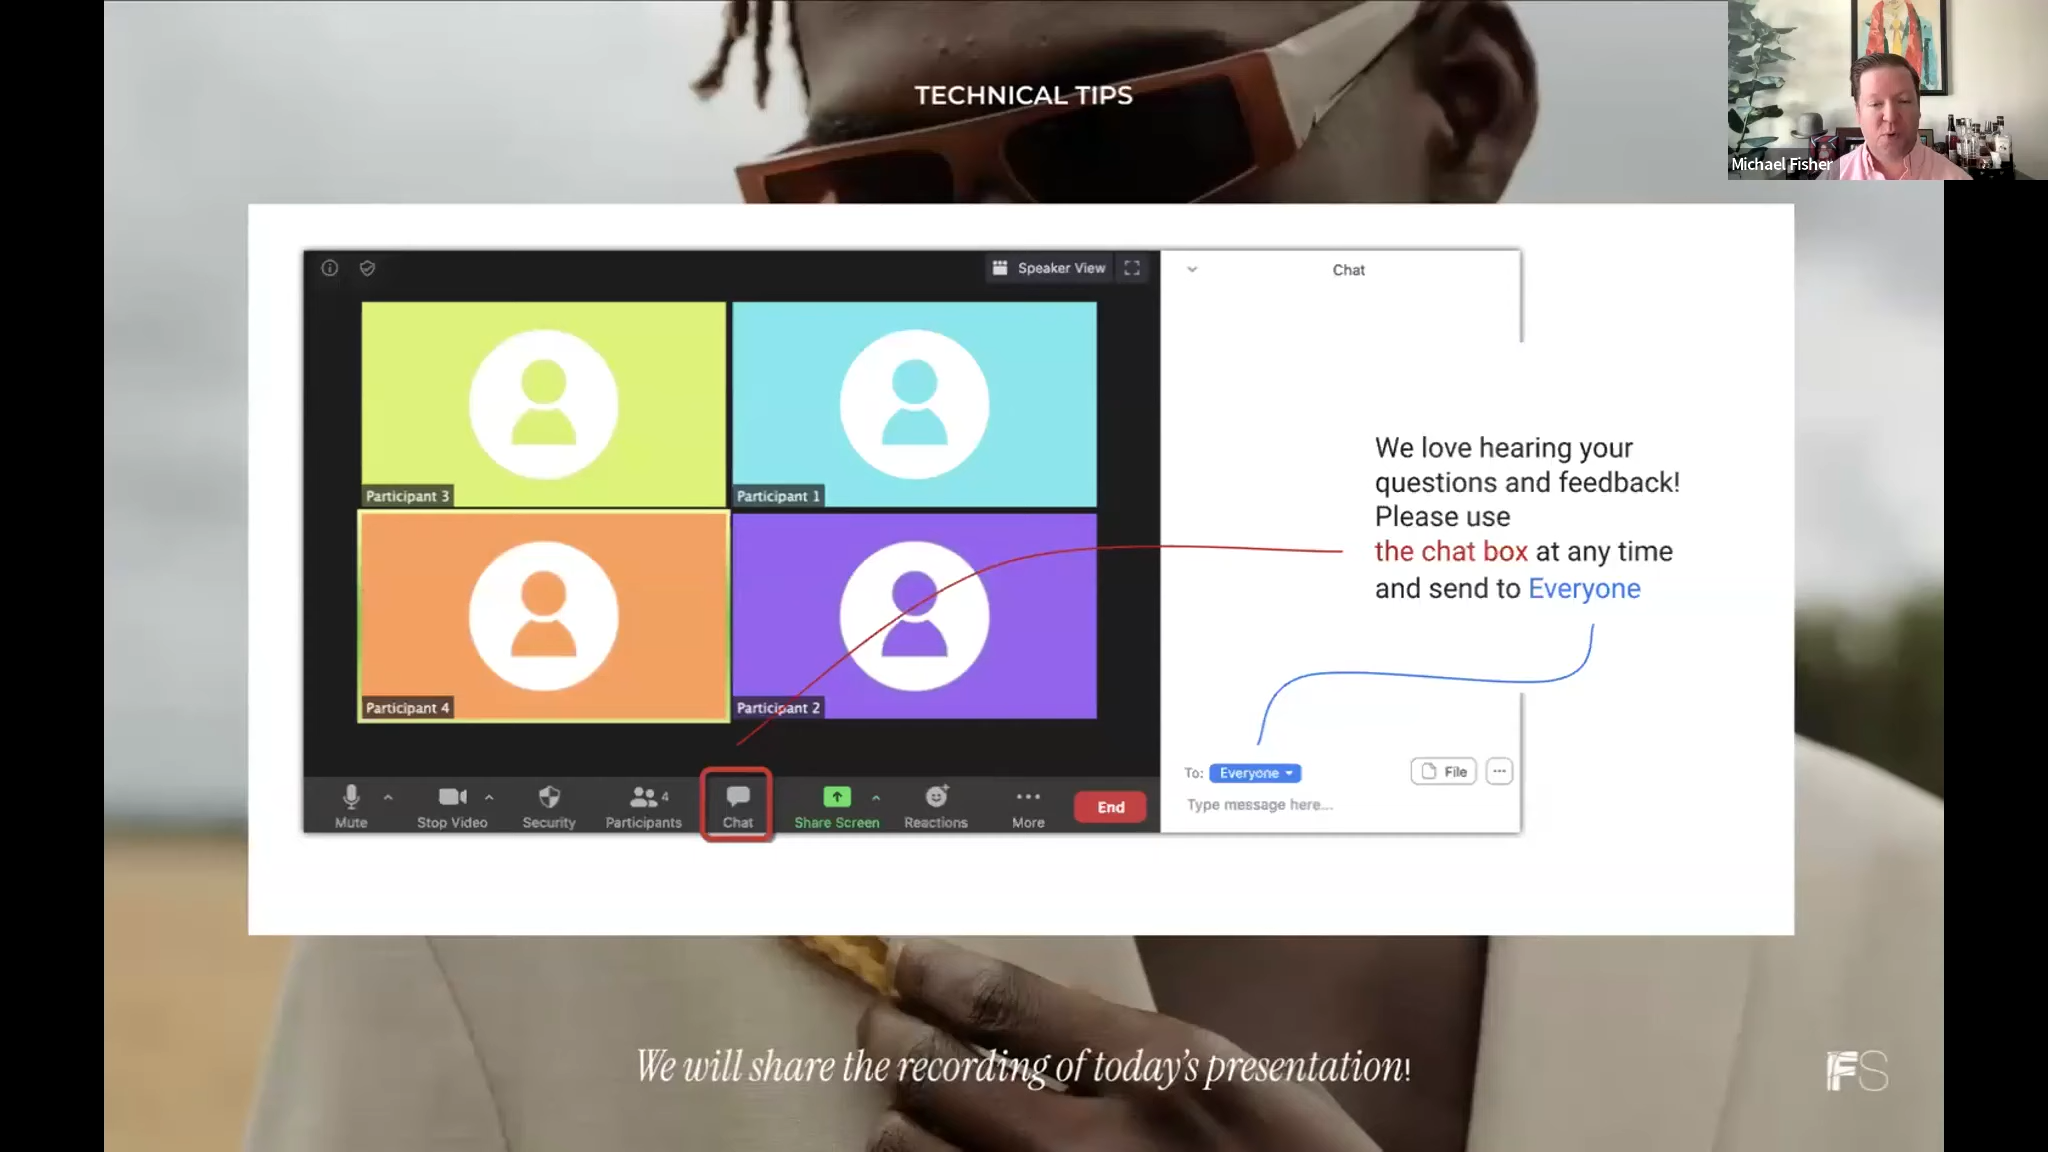 TECHNICAL TIPS
Michael Fisher
Speaker View
Chat
Participant 3
Participant 1
Participant 4
Participant 2
We love hearing your
questions and feedback!
Please use
the chat box at any time
and send to Everyone
To: Everyone
File
Type message here...
Mute
Stop Video
Security
4
Participants
Chat
Share Screen
Reactions
More
End
We will share the recording of today's presentation!
FS